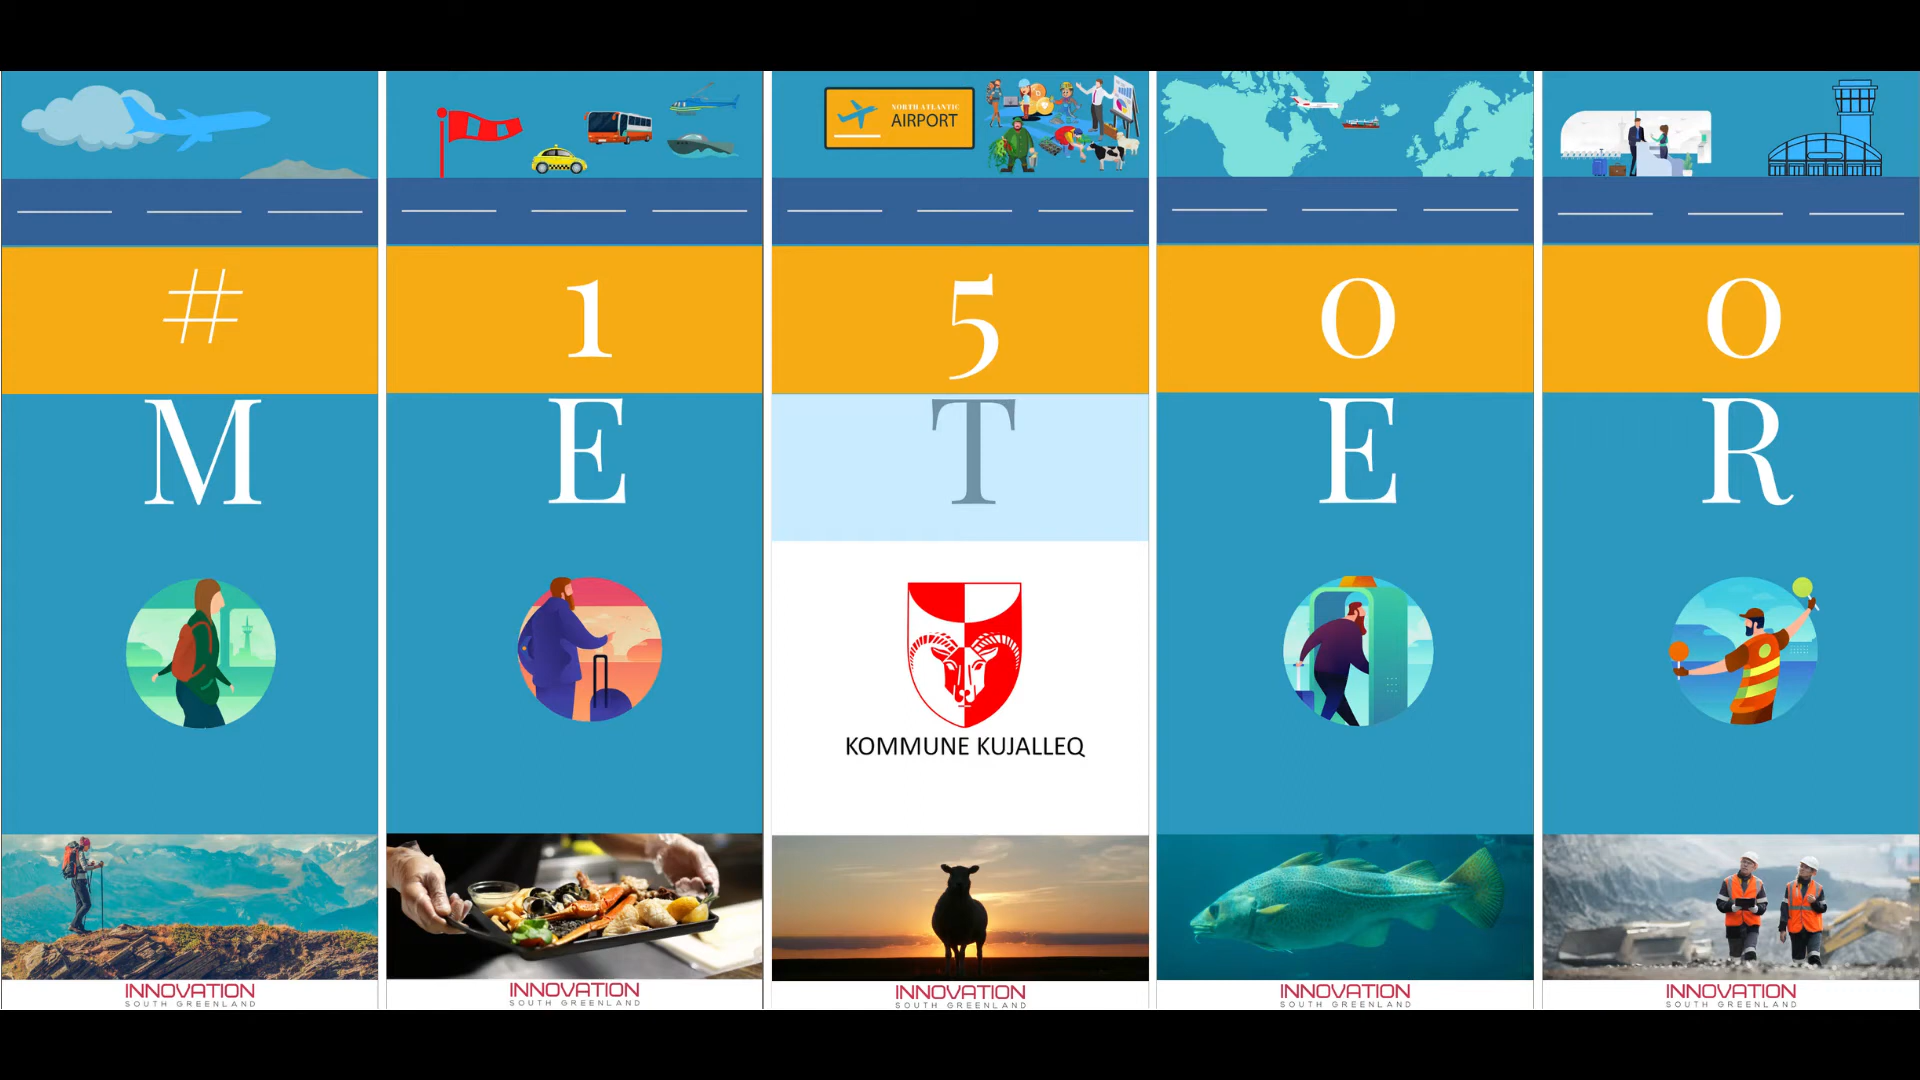 NORTH ATLANTIC
AIRPORT
# 1 5 0 0
M E T E R
KOMMUNE KUJALLEQ
INNOVATION
SOUTH GREENLAND
INNOVATION
SOUTH GREENLAND
INNOVATION
SOUTH GREENLAND
INNOVATION
SOUTH GREENLAND
INNOVATION
SOUTH GREENLAND